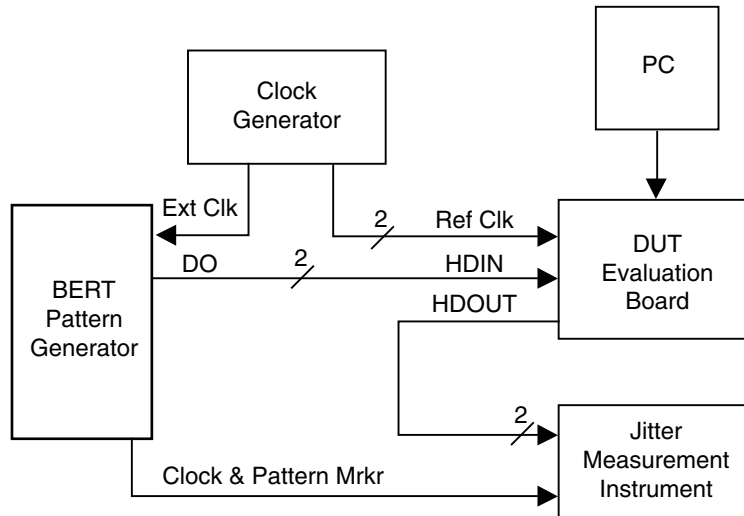 PC
Clock
Generator
Ext Clk
2
Ref Clk
DUT
Evaluation
Board
DO
2
HDIN
HDOUT
BERT
Pattern
Generator
2
Jitter
Measurement
Instrument
Clock & Pattern Mrkr